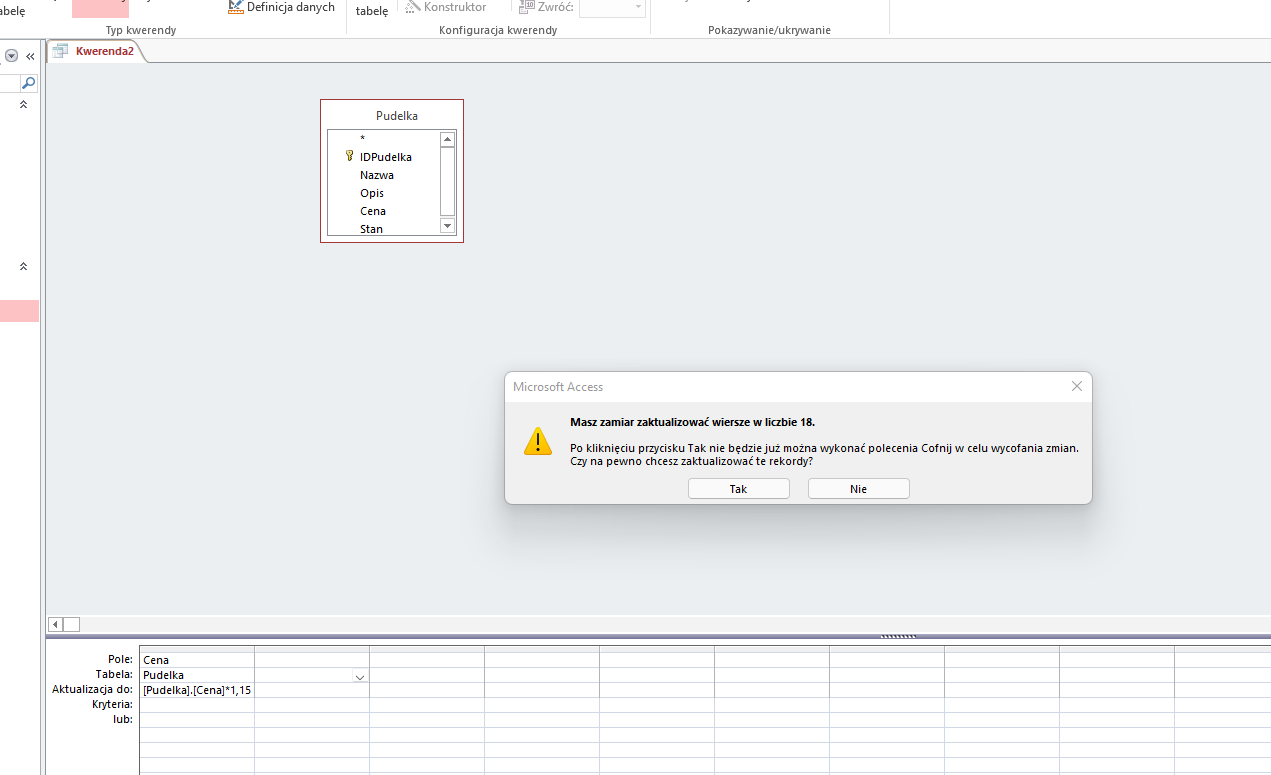 Definicja danych
tabelę
Konstruktor
Zwróć:
Typ kwerendy
Konfiguracja kwerendy
Pokazywanie/ukrywanie
Kwerenda2
Pudelka
*
IDPudelka
Nazwa
Opis
Cena
Stan
Microsoft Access
Masz zamiar zaktualizować wiersze w liczbie 18.
Po kliknięciu przycisku Tak nie będzie już można wykonać polecenia Cofnij w celu wycofania zmian.
Czy na pewno chcesz zaktualizować te rekordy?
Tak
Nie
Pole: Cena
Tabela: Pudelka
Aktualizacja do: [Pudelka].[Cena]*1,15
Kryteria:
lub: